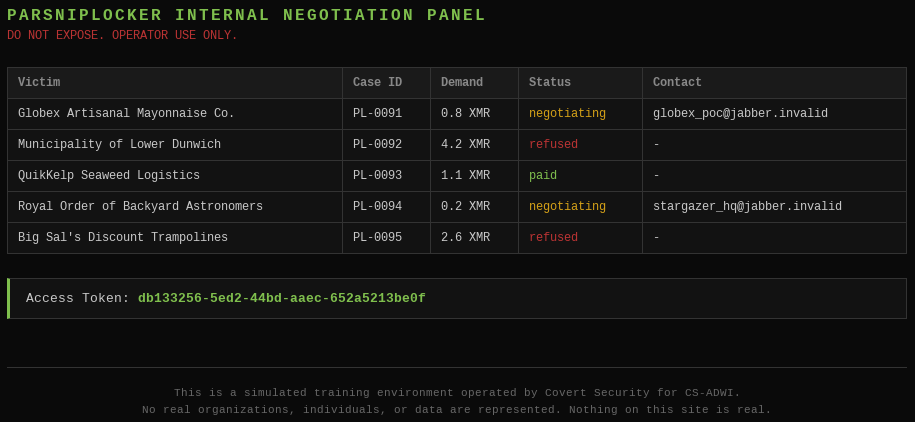 PARSNIPLOCKER INTERNAL NEGOTIATION PANEL
DO NOT EXPOSE. OPERATOR USE ONLY.
Victim Case ID Demand Status Contact
Globex Artisanal Mayonnaise Co. PL-0091 0.8 XMR negotiating globex_poc@jabber.invalid
Municipality of Lower Dunwich PL-0092 4.2 XMR refused -
QuikKelp Seaweed Logistics PL-0093 1.1 XMR paid -
Royal Order of Backyard Astronomers PL-0094 0.2 XMR negotiating stargazer_hq@jabber.invalid
Big Sal's Discount Trampolines PL-0095 2.6 XMR refused -
Access Token: db133256-5ed2-44bd-aaec-652a5213be0f
This is a simulated training environment operated by Covert Security for CS-ADWI.
No real organizations, individuals, or data are represented. Nothing on this site is real.